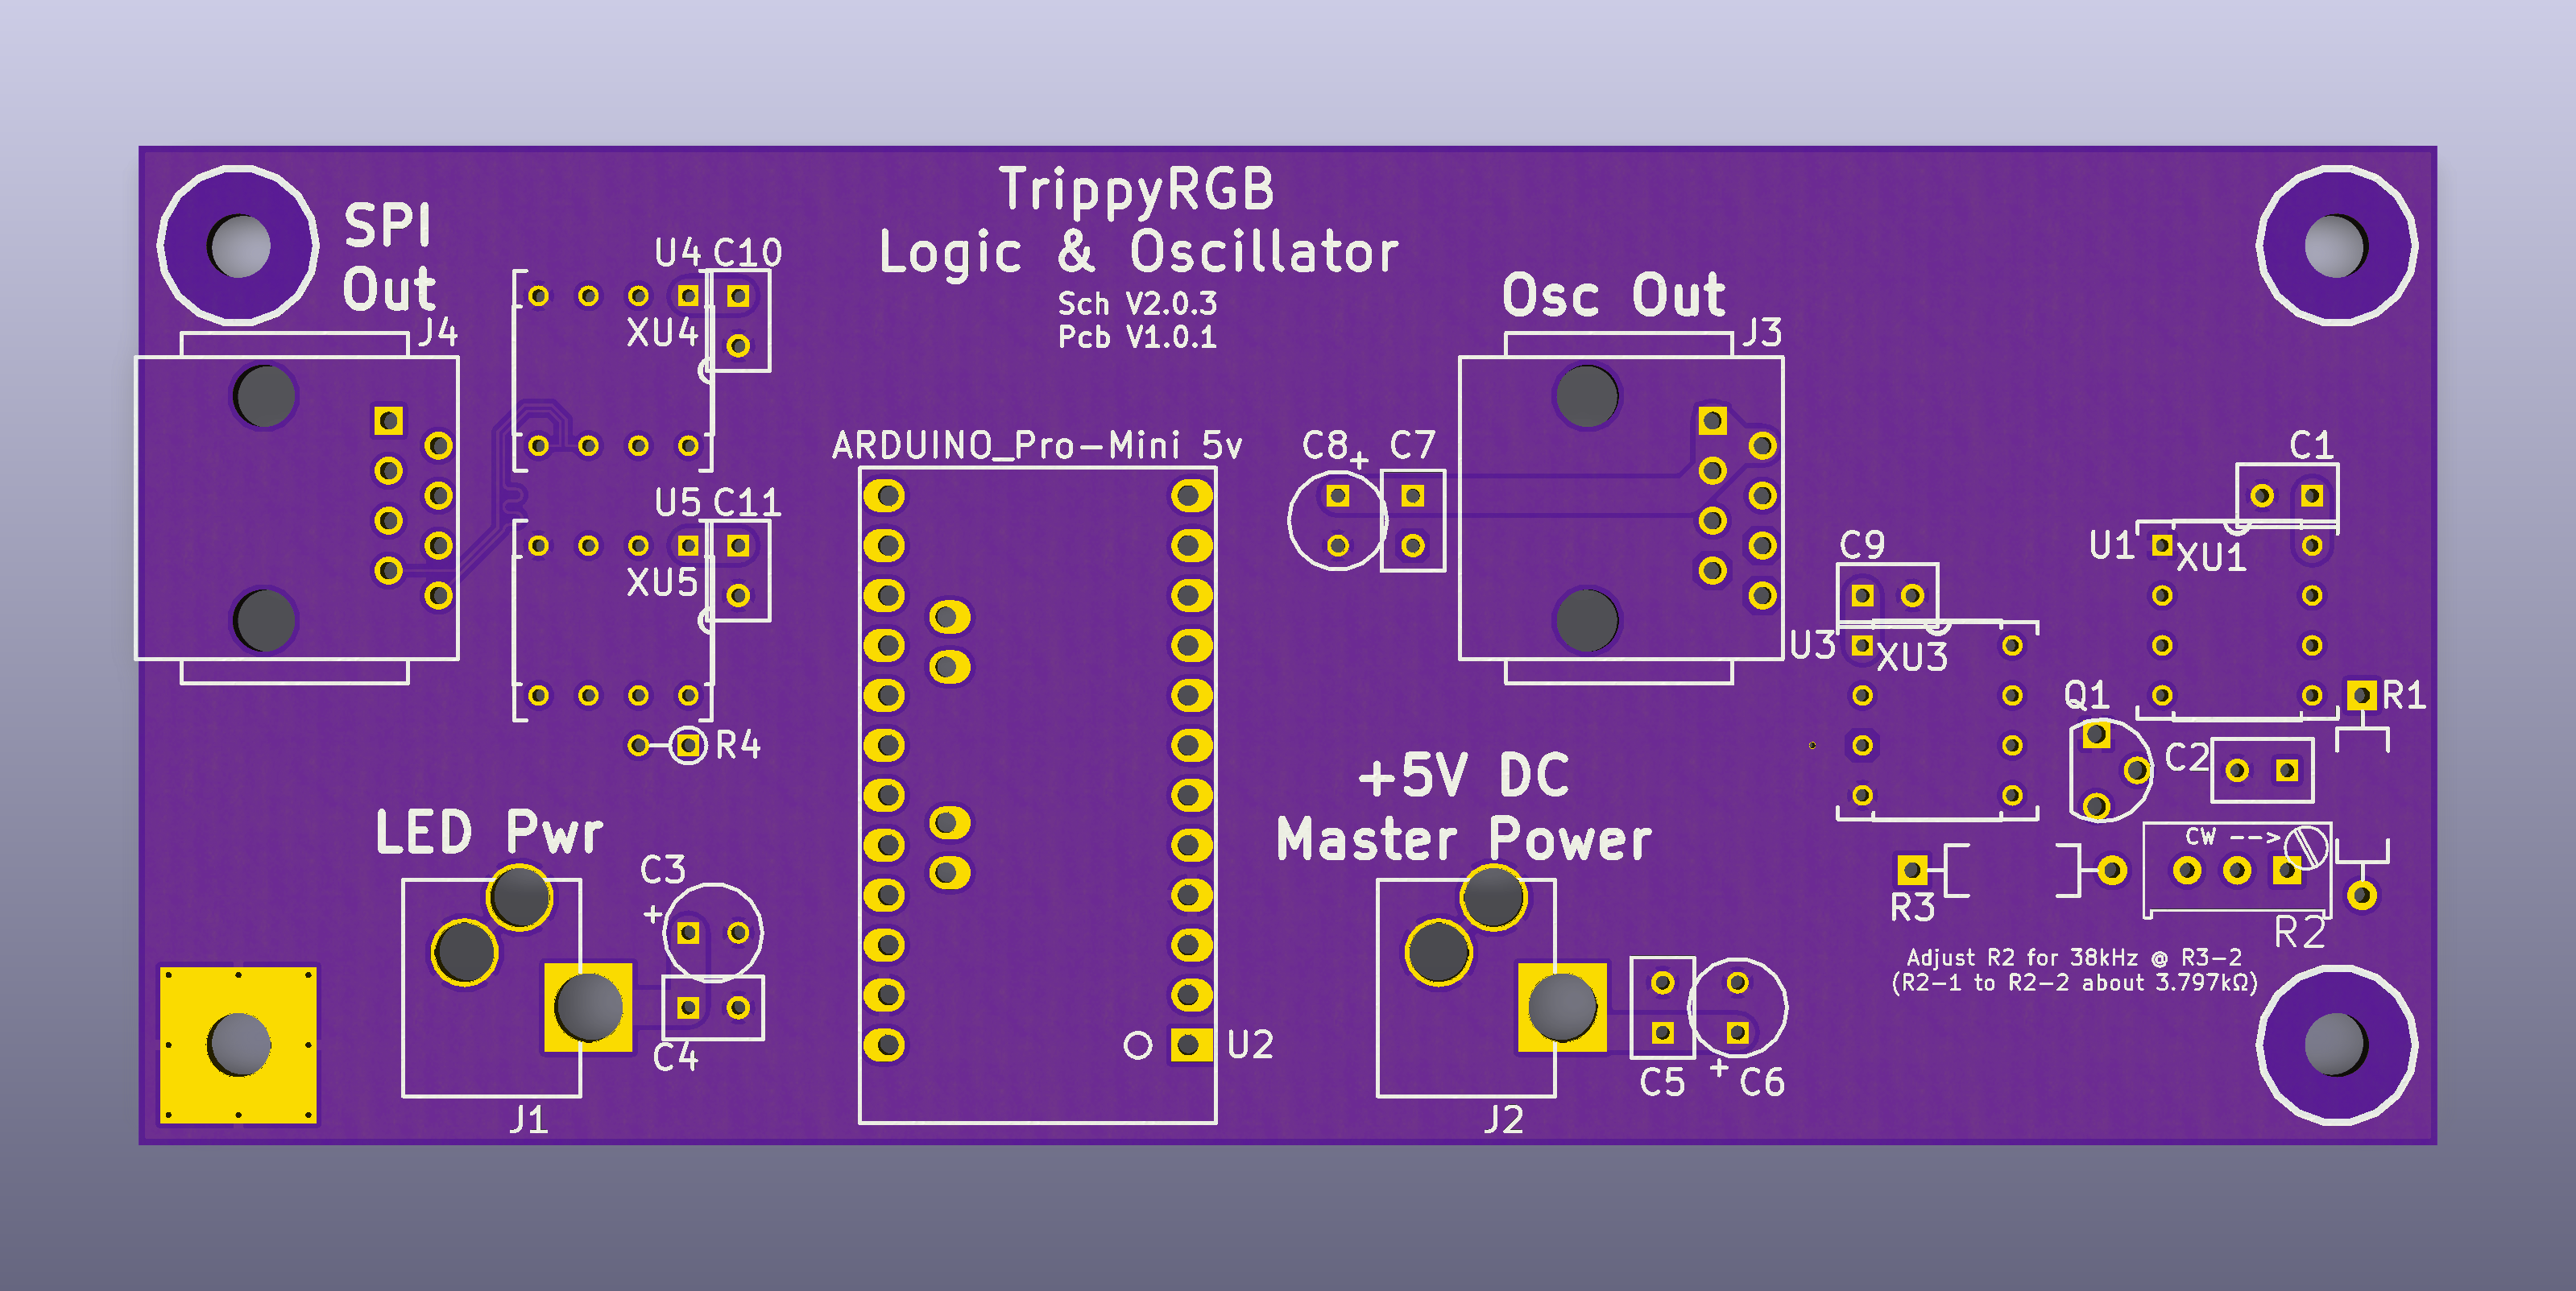 TrippyRGB
Logic & Oscillator
Sch V2.0.3
Pcb V1.0.1
SPI
Out
J4
U4 C10
XU4
U5 C11
XU5
R4
ARDUINO_Pro-Mini 5v
U2
Osc Out
J3
C8 C7
+
C1
U1 XU1
C9
U3 XU3
Q1
R1
C2
CW -->
R3
R2
Adjust R2 for 38kHz @ R3-2
(R2-1 to R2-2 about 3.797kΩ)
LED Pwr
C3
+
C4
J1
+5V DC
Master Power
C5
+ C6
J2